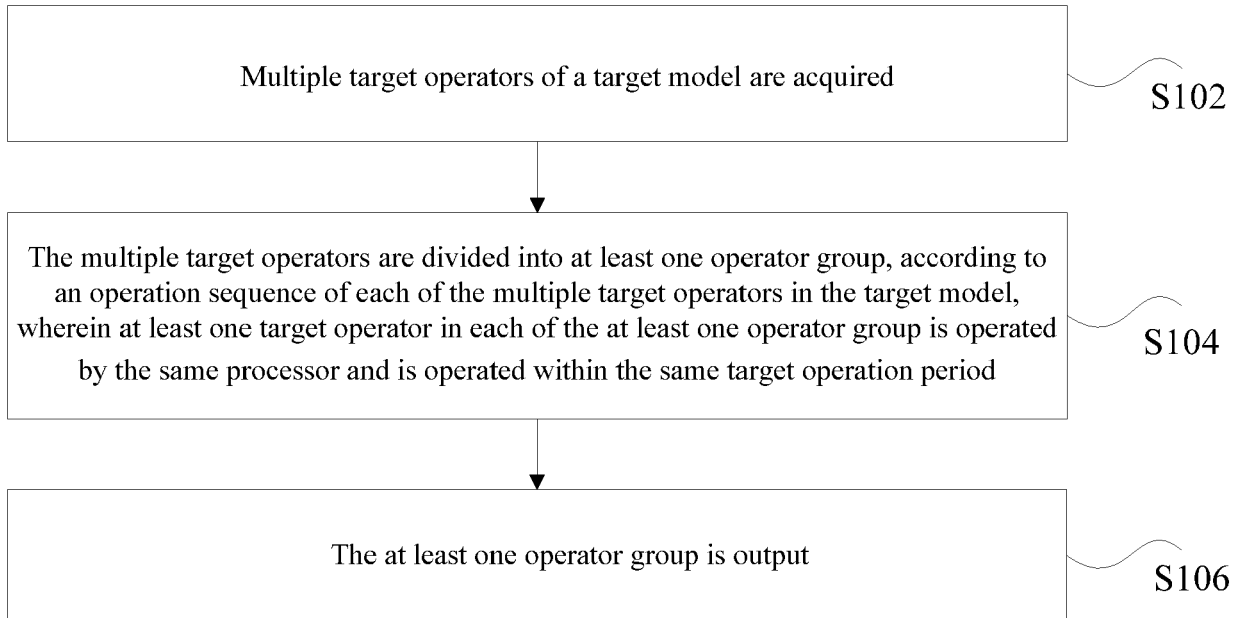 Multiple target operators of a target model are acquired
S102
The multiple target operators are divided into at least one operator group, according to
an operation sequence of each of the multiple target operators in the target model,
wherein at least one target operator in each of the at least one operator group is operated
by the same processor and is operated within the same target operation period
S104
The at least one operator group is output
S106